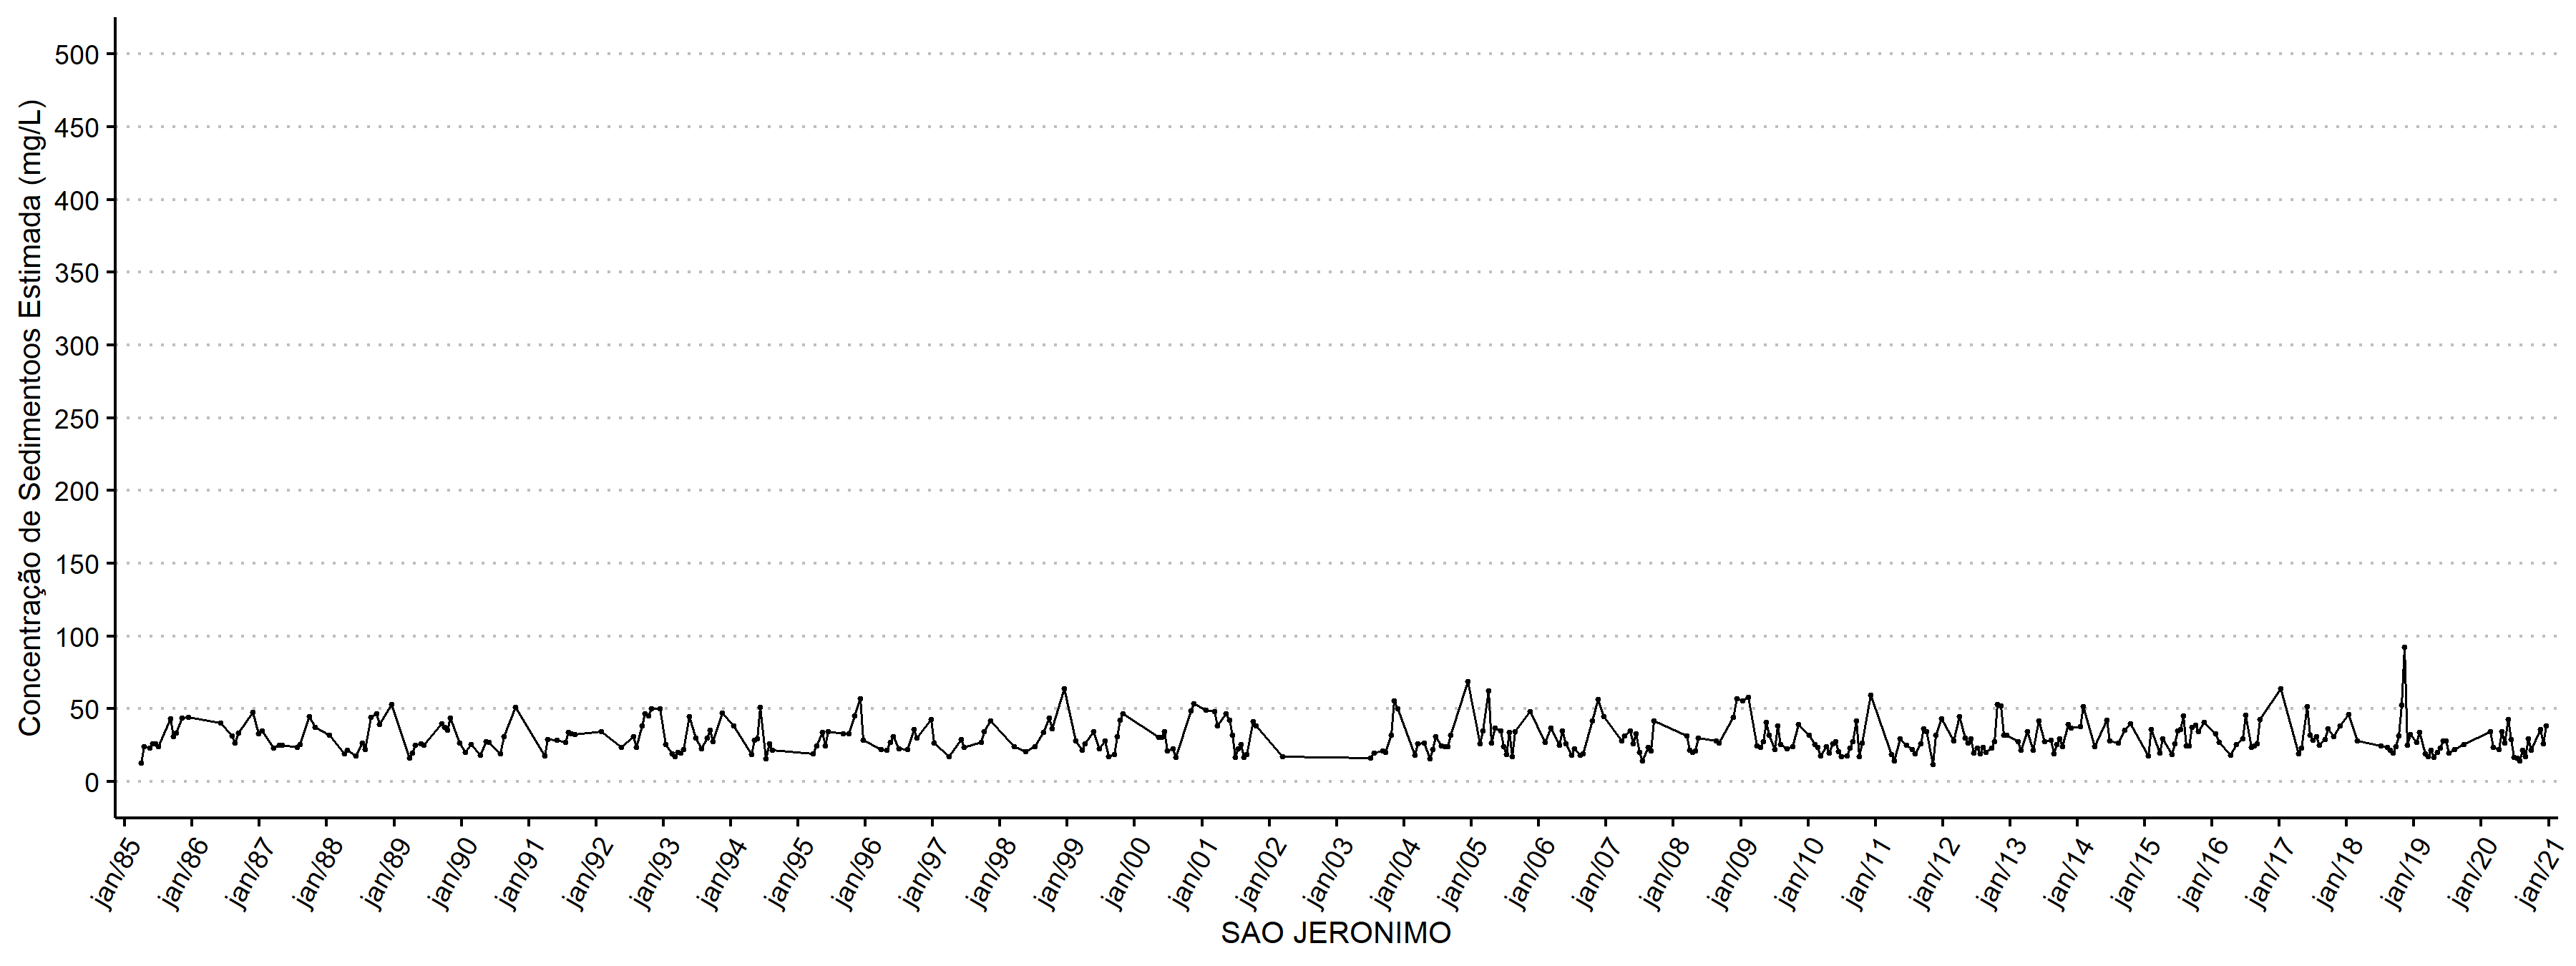 Concentração de Sedimentoos Estimada (mg/L)
500
450
400
350
300
250
200
150
100
50
0
jan/85
jan/86
jan/87
jan/88
jan/89
jan/90
jan/91
jan/92
jan/93
jan/94
jan/95
jan/96
jan/97
jan/98
jan/99
jan/00
jan/01
jan/02
jan/03
jan/04
jan/05
jan/06
jan/07
jan/08
jan/09
jan/10
jan/11
jan/12
jan/13
jan/14
jan/15
jan/16
jan/17
jan/18
jan/19
jan/20
jan/21
SAO JERONIMO